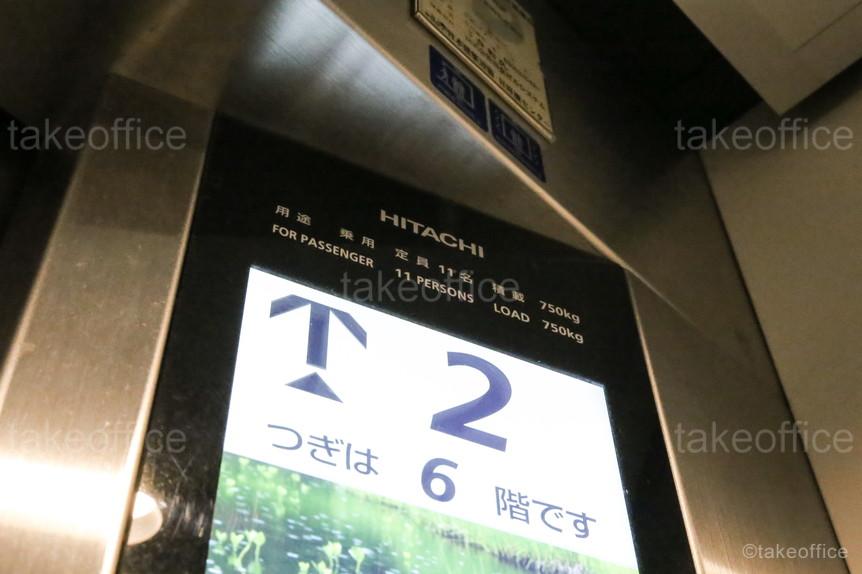 HITACHI
用途 乗用 定員 11名 積載 750kg
FOR PASSENGER 11 PERSONS LOAD 750kg
2
つぎは 6 階です
takeoffice
takeoffice
takeoffice
takeoffice
takeoffice
©takeoffice